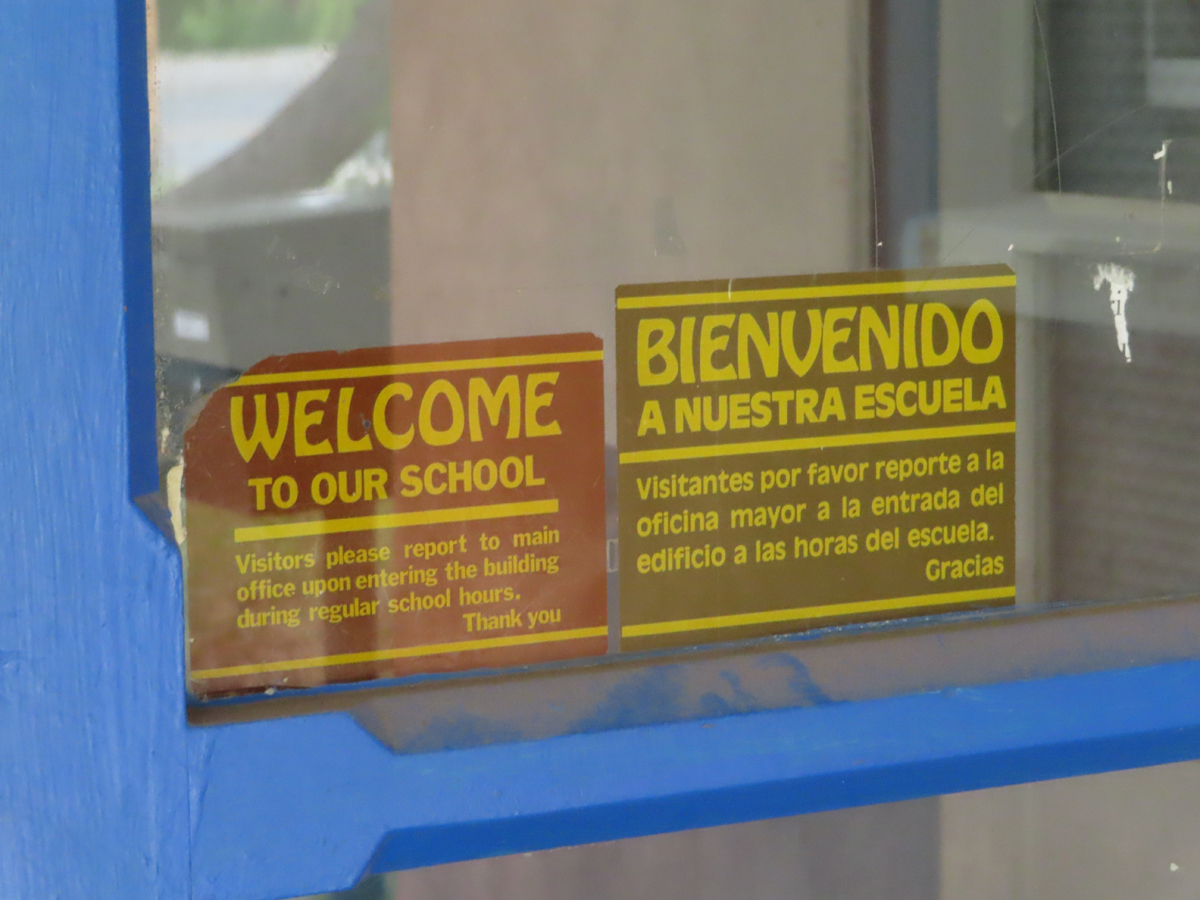 WELCOME
TO OUR SCHOOL
Visitors please report to main
office upon entering the building
during regular school hours.
Thank you
BIENVENIDO
A NUESTRA ESCUELA
Visitantes por favor reporte a la
oficina mayor a la entrada del
edificio a las horas del escuela.
Gracias